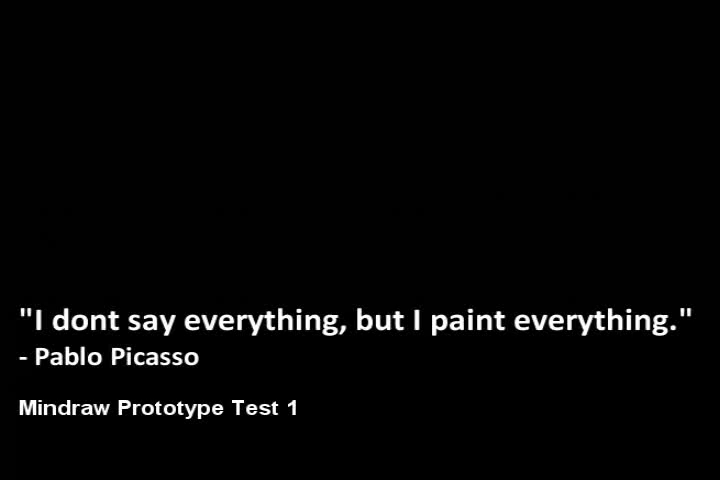 "I dont say everything, but I paint everything."
- Pablo Picasso
Mindraw Prototype Test 1